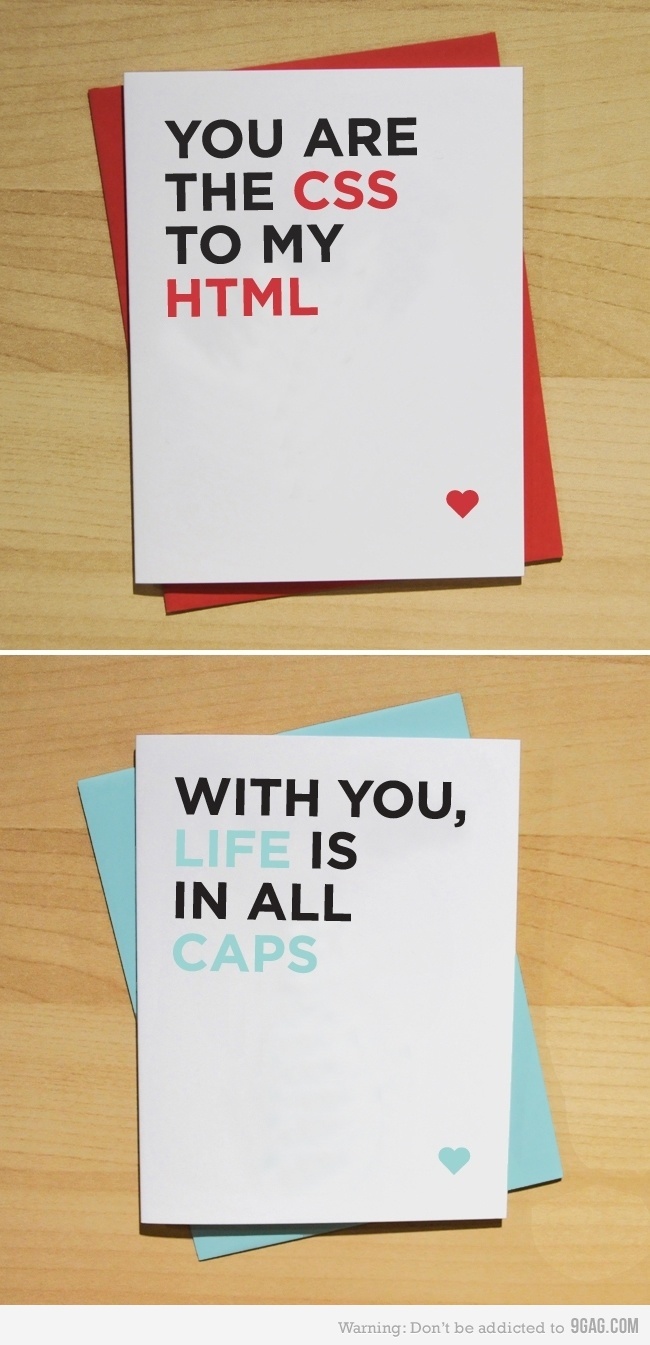 YOU ARE
THE CSS
TO MY
HTML
WITH YOU,
LIFE IS
IN ALL
CAPS
Warning: Don't be addicted to 9GAG.COM